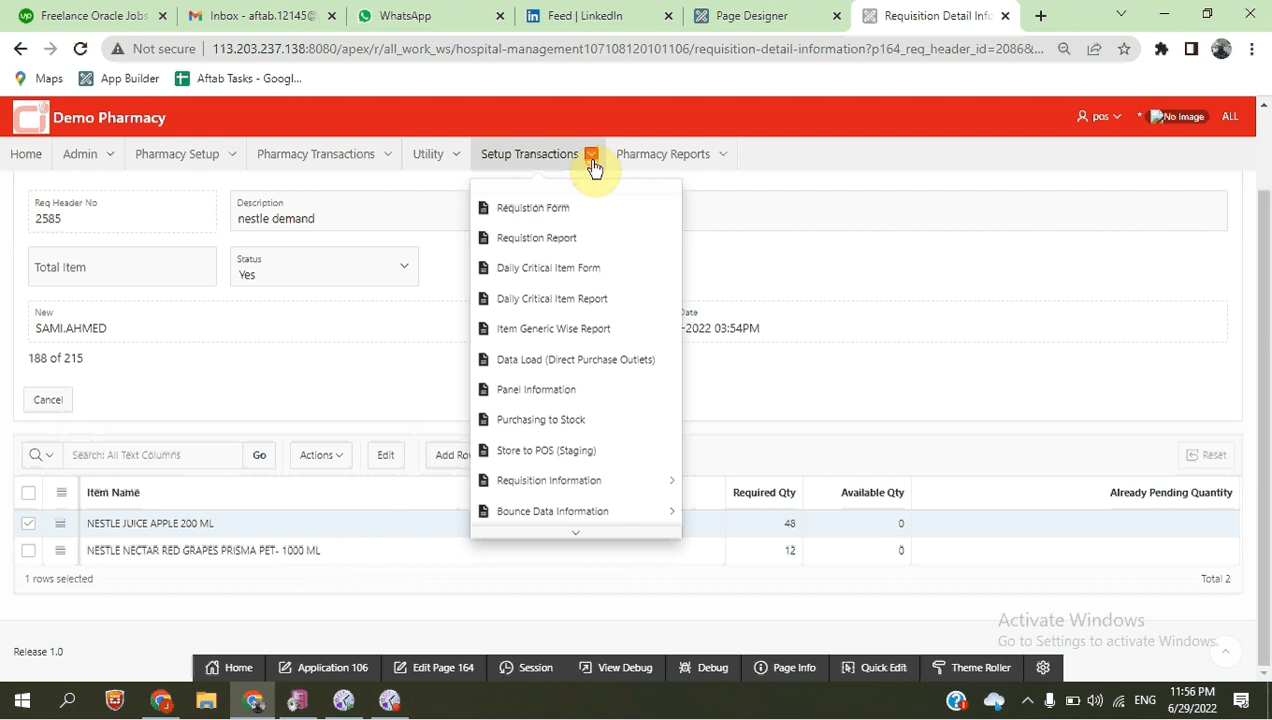 Freelance Oracle Jobs
Inbox - aftab.12145@
WhatsApp
Feed | LinkedIn
Page Designer
Requisition Detail Info
Not secure
113.203.237.138:8080/apex/r/all_work_ws/hospital-management107108120101106/requisition-detail-information?p164_req_header_id=2086&...
Maps
App Builder
Aftab Tasks - Googl...
Demo Pharmacy
pos
* No Image
ALL
Home
Admin
Pharmacy Setup
Pharmacy Transactions
Utility
Setup Transactions
Pharmacy Reports
Req Header No
2585
Description
nestle demand
Total Item
Status
Yes
New
SAMI.AHMED
Date
-2022 03:54PM
188 of 215
Cancel
Requistion Form
Requistion Report
Daily Critical Item Form
Daily Critical Item Report
Item Generic Wise Report
Data Load (Direct Purchase Outlets)
Panel Information
Purchasing to Stock
Store to POS (Staging)
Requisition Information
Bounce Data Information
Search: All Text Columns
Go
Actions
Edit
Add Ro
Reset
Item Name
Required Qty
Available Qty
Already Pending Quantity
NESTLE JUICE APPLE 200 ML
48
0
NESTLE NECTAR RED GRAPES PRISMA PET- 1000 ML
12
0
1 rows selected
Total 2
Activate Windows
Go to Settings to activate Windows.
Release 1.0
Home
Application 106
Edit Page 164
Session
View Debug
Debug
Page Info
Quick Edit
Theme Roller
ENG
11:56 PM
6/29/2022